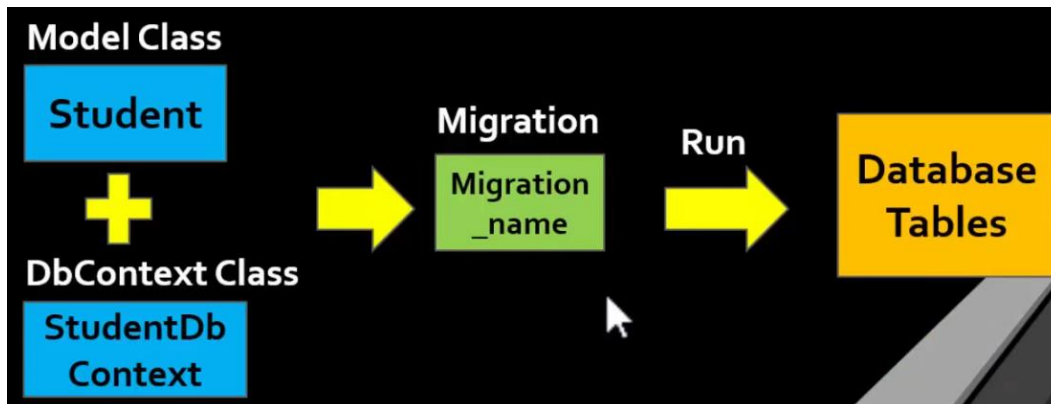 Model Class
Student
DbContext Class
StudentDb
Context
Migration
Migration
_name
Run
Database
Tables